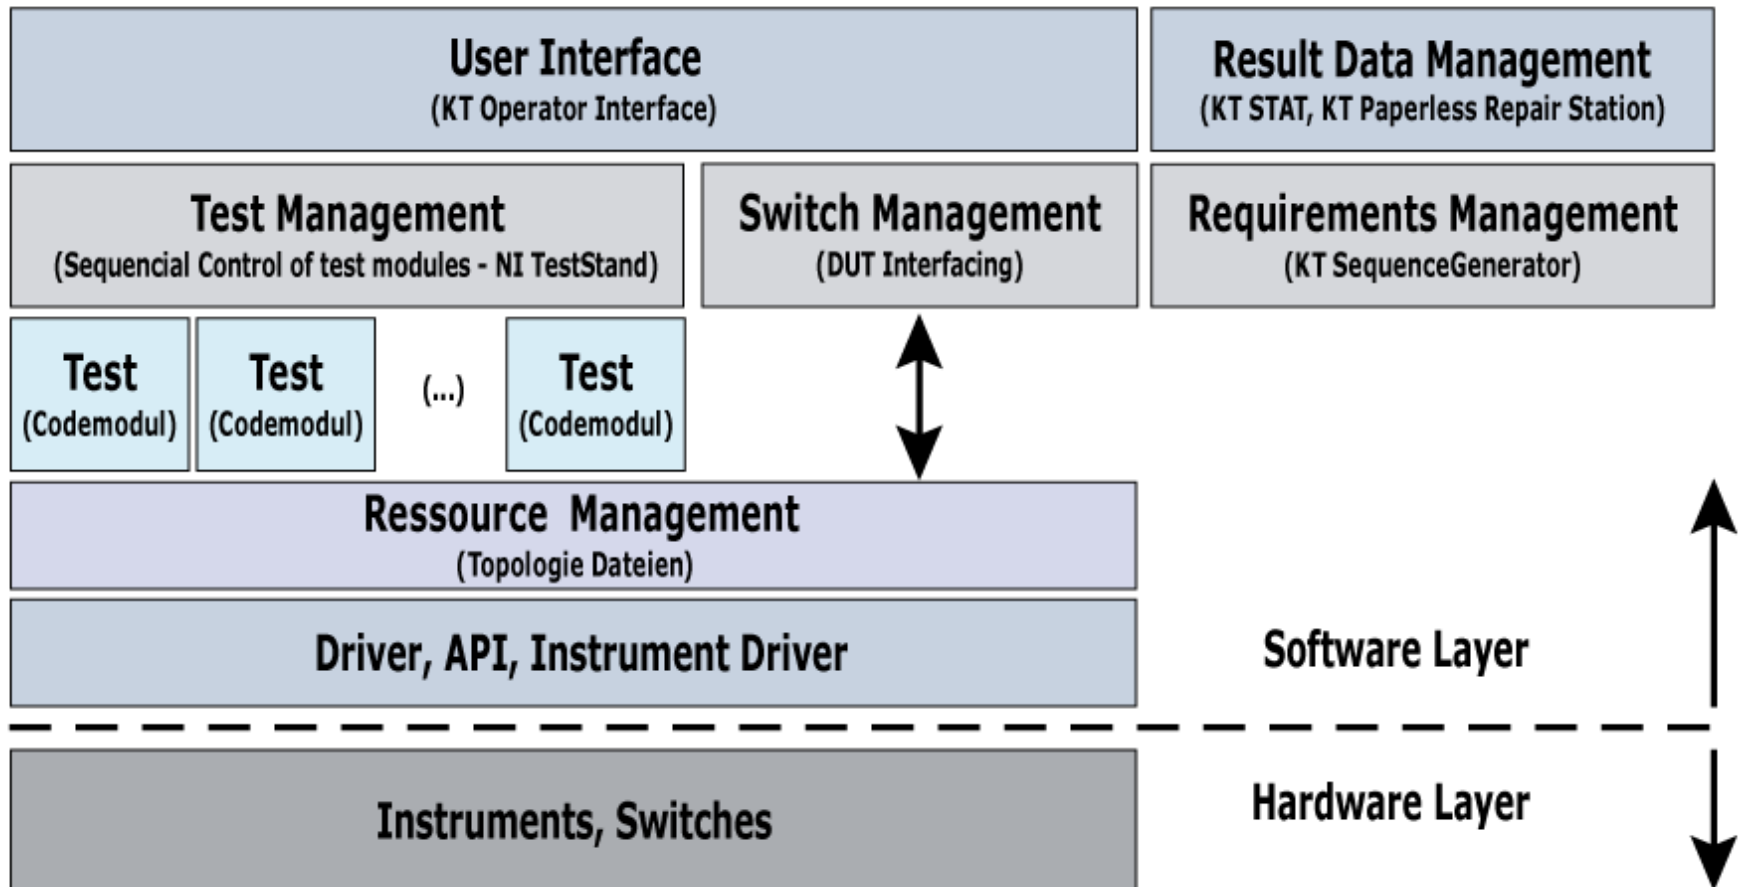 User Interface
(KT Operator Interface)
Result Data Management
(KT STAT, KT Paperless Repair Station)
Test Management
(Sequencial Control of test modules - NI TestStand)
Switch Management
(DUT Interfacing)
Requirements Management
(KT SequenceGenerator)
Test
(Codemodul)
Test
(Codemodul)
(...)
Test
(Codemodul)
Ressource Management
(Topologie Dateien)
Driver, API, Instrument Driver
Software Layer
Instruments, Switches
Hardware Layer